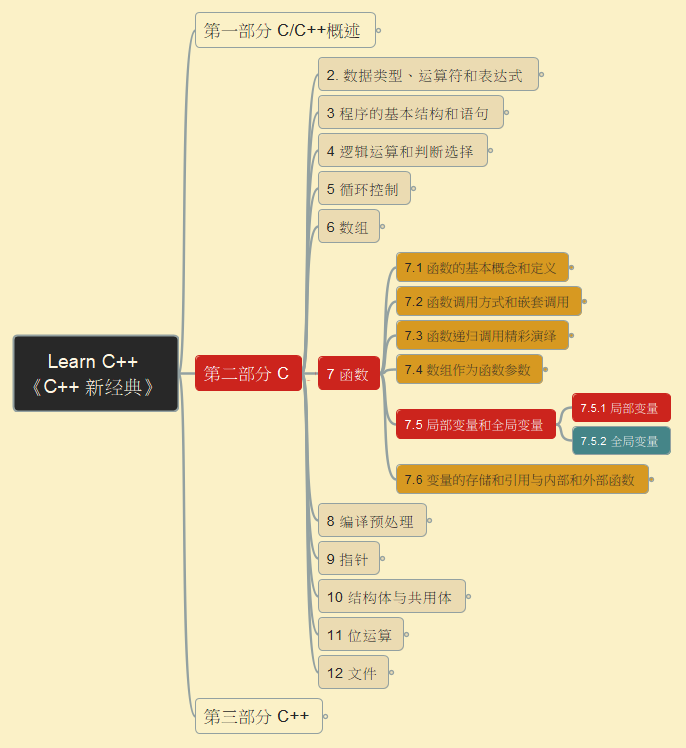 第一部分 C/C++概述
2. 数据类型、运算符和表达式
3 程序的基本结构和语句
4 逻辑运算和判断选择
5 循环控制
6 数组
7.1 函数的基本概念和定义
7.2 函数调用方式和嵌套调用
7.3 函数递归调用精彩演绎
7.4 数组作为函数参数
Learn C++
《C++ 新经典》
第二部分 C
7 函数
7.5 局部变量和全局变量
7.5.1 局部变量
7.5.2 全局变量
7.6 变量的存储和引用与内部和外部函数
8 编译预处理
9 指针
10 结构体与共用体
11 位运算
12 文件
第三部分 C++